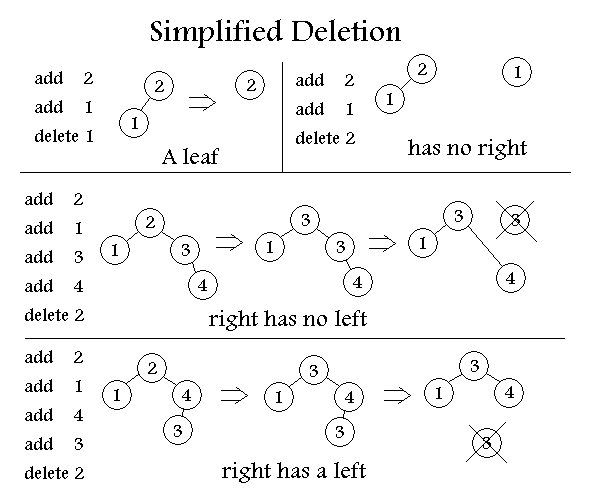 Simplified Deletion
add 2
add 1
delete 1
2
1
2
A leaf
add 2
add 1
delete 2
2
1
1
has no right
add 2
add 1
add 3
add 4
delete 2
2
1 3
4
3
1 3
4
3 3
1
4
right has no left
add 2
add 1
add 4
add 3
delete 2
2
1 4
3
3
1 4
3
3
1 4
3
right has a left